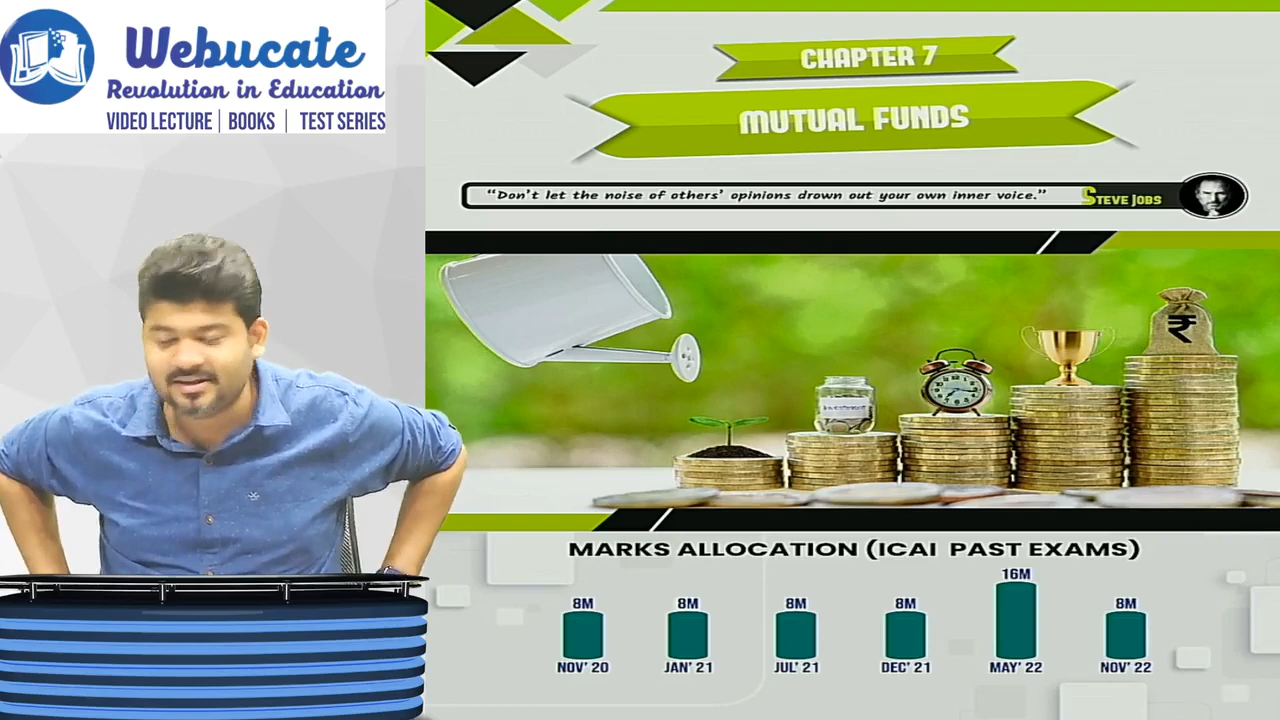 Webucate
Revolution in Education
VIDEO LECTURE | BOOKS | TEST SERIES
CHAPTER 7
MUTUAL FUNDS
“Don’t let the noise of others’ opinions drown out your own inner voice.” STEVE JOBS
INVESTMENT
₹
MARKS ALLOCATION (ICAI PAST EXAMS)
8M 8M 8M 8M 16M 8M
NOV’ 20 JAN’ 21 JUL’ 21 DEC’ 21 MAY’ 22 NOV’ 22